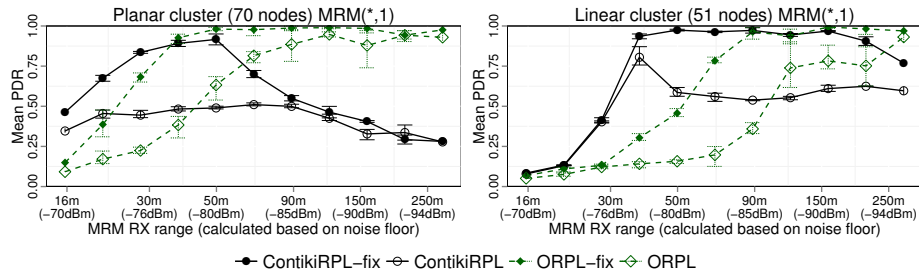 Planar cluster (70 nodes) MRM(*,1)
Mean PDR
0.00 0.25 0.50 0.75 1.00
16m 30m 50m 90m 150m 250m
(−70dBm) (−76dBm) (−80dBm) (−85dBm) (−90dBm) (−94dBm)
MRM RX range (calculated based on noise floor)
Linear cluster (51 nodes) MRM(*,1)
Mean PDR
0.00 0.25 0.50 0.75 1.00
16m 30m 50m 90m 150m 250m
(−70dBm) (−76dBm) (−80dBm) (−85dBm) (−90dBm) (−94dBm)
MRM RX range (calculated based on noise floor)
ContikiRPL−fix ContikiRPL ORPL−fix ORPL